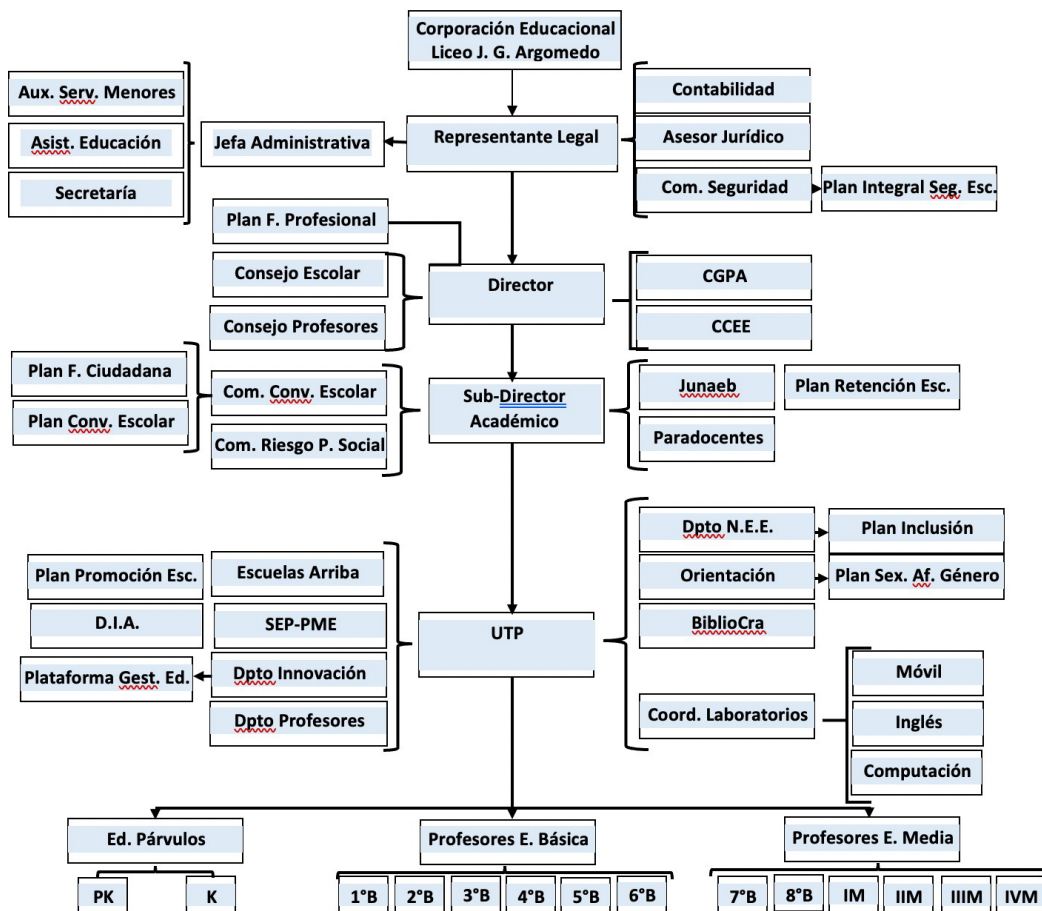 Corporación Educacional
Liceo J. G. Argomedo
Aux. Serv. Menores
Asist. Educación
Secretaría
Jefa Administrativa
Representante Legal
Contabilidad
Asesor Jurídico
Com. Seguridad
Plan Integral Seg. Esc.
Plan F. Profesional
Consejo Escolar
Consejo Profesores
Director
CGPA
CCEE
Plan F. Ciudadana
Plan Conv. Escolar
Com. Conv. Escolar
Com. Riesgo P. Social
Sub-Director
Académico
Junaeb
Plan Retención Esc.
Paradocentes
Plan Promoción Esc.
D.I.A.
Plataforma Gest. Ed.
Escuelas Arriba
SEP-PME
Dpto Innovación
Dpto Profesores
UTP
Dpto N.E.E.
Plan Inclusión
Orientación
Plan Sex. Af. Género
BiblioCra
Coord. Laboratorios
Móvil
Inglés
Computación
Ed. Párvulos
Profesores E. Básica
Profesores E. Media
PK
K
1°B
2°B
3°B
4°B
5°B
6°B
7°B
8°B
IM
IIM
IIIM
IVM